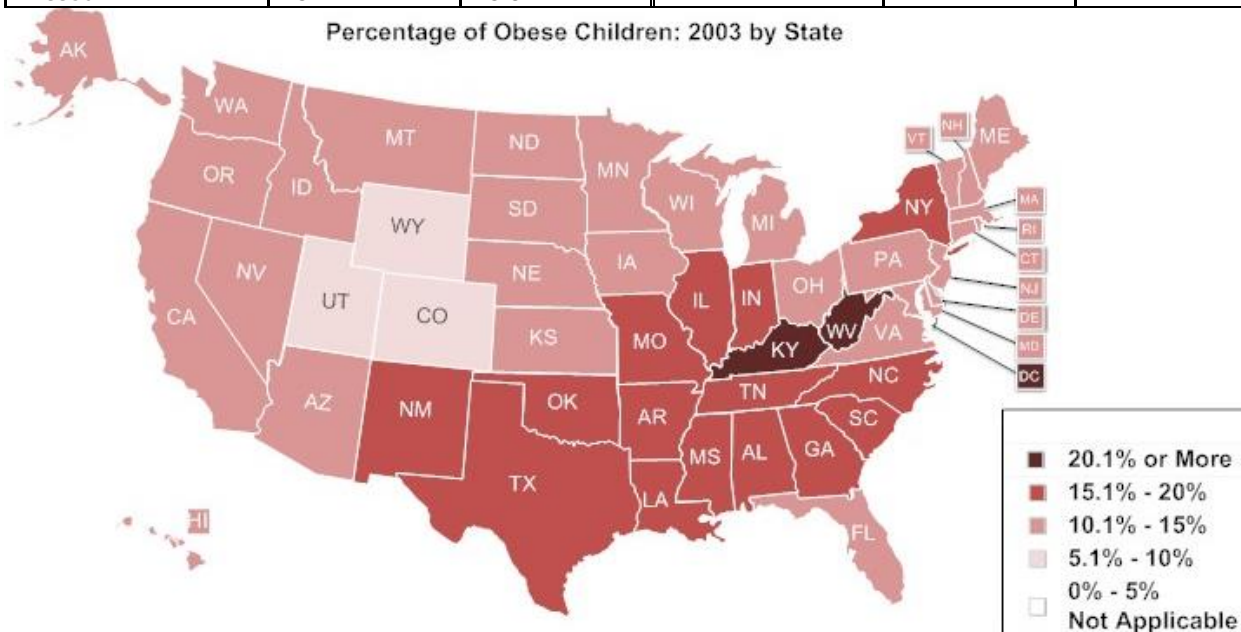 Percentage of Obese Children: 2003 by State
AK
WA
MT
ND
MN
VT
NH
ME
OR
ID
SD
WI
MI
NY
MA
RI
WY
CT
NV
NE
IA
PA
NJ
UT
CO
IL
IN
OH
DE
CA
KS
MO
WV
VA
MD
KY
DC
AZ
NM
OK
AR
TN
NC
SC
TX
MS
AL
GA
LA
HI
FL
20.1% or More
15.1% - 20%
10.1% - 15%
5.1% - 10%
0% - 5%
Not Applicable